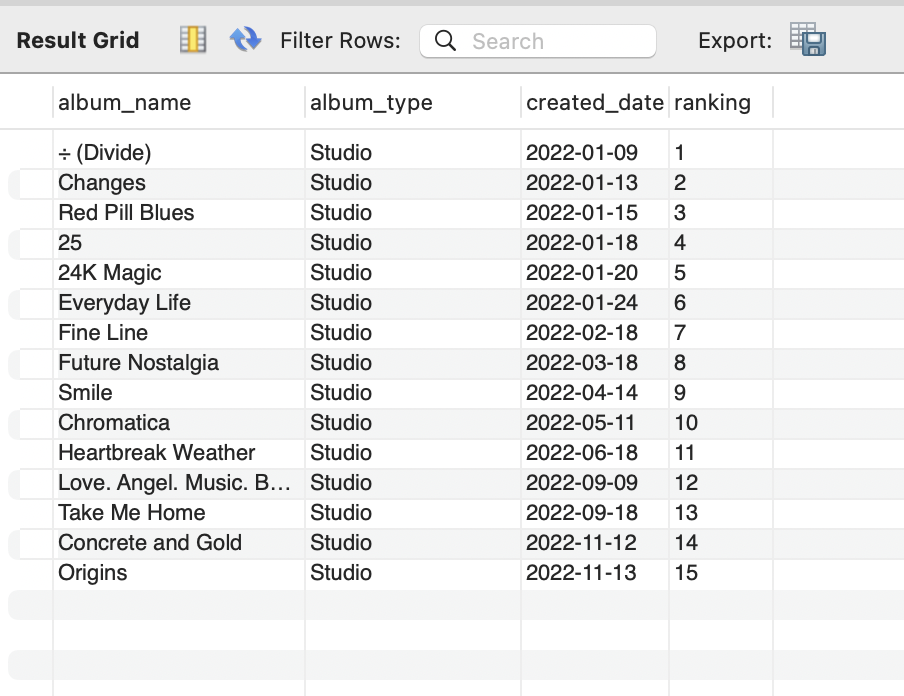 Result Grid Filter Rows: Search Export:
album_name album_type created_date ranking
÷ (Divide) Studio 2022-01-09 1
Changes Studio 2022-01-13 2
Red Pill Blues Studio 2022-01-15 3
25 Studio 2022-01-18 4
24K Magic Studio 2022-01-20 5
Everyday Life Studio 2022-01-24 6
Fine Line Studio 2022-02-18 7
Future Nostalgia Studio 2022-03-18 8
Smile Studio 2022-04-14 9
Chromatica Studio 2022-05-11 10
Heartbreak Weather Studio 2022-06-18 11
Love. Angel. Music. B... Studio 2022-09-09 12
Take Me Home Studio 2022-09-18 13
Concrete and Gold Studio 2022-11-12 14
Origins Studio 2022-11-13 15